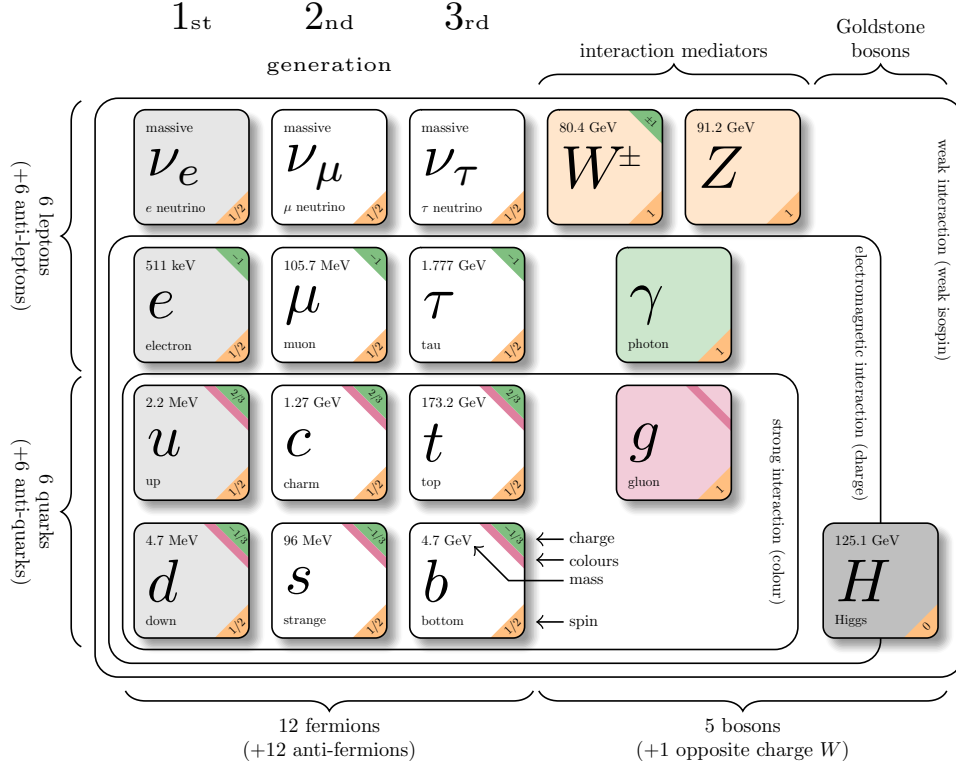 1st 2nd 3rd
generation
interaction mediators
Goldstone
bosons
6 leptons
(+6 anti-leptons)
6 quarks
(+6 anti-quarks)
massive
ν_e
e neutrino
1/2
massive
ν_μ
μ neutrino
1/2
massive
ν_τ
τ neutrino
1/2
80.4 GeV
±1
W±
1
91.2 GeV
Z
1
511 keV
−1
e
electron
1/2
105.7 MeV
−1
μ
muon
1/2
1.777 GeV
−1
τ
tau
1/2
γ
photon
1
2.2 MeV
2/3
u
up
1/2
1.27 GeV
2/3
c
charm
1/2
173.2 GeV
2/3
t
top
1/2
g
gluon
1
4.7 MeV
−1/3
d
down
1/2
96 MeV
−1/3
s
strange
1/2
4.7 GeV
−1/3
b
bottom
1/2
charge
colours
mass
spin
125.1 GeV
H
Higgs
0
strong interaction (colour)
electromagnetic interaction (charge)
weak interaction (weak isospin)
12 fermions
(+12 anti-fermions)
5 bosons
(+1 opposite charge W)